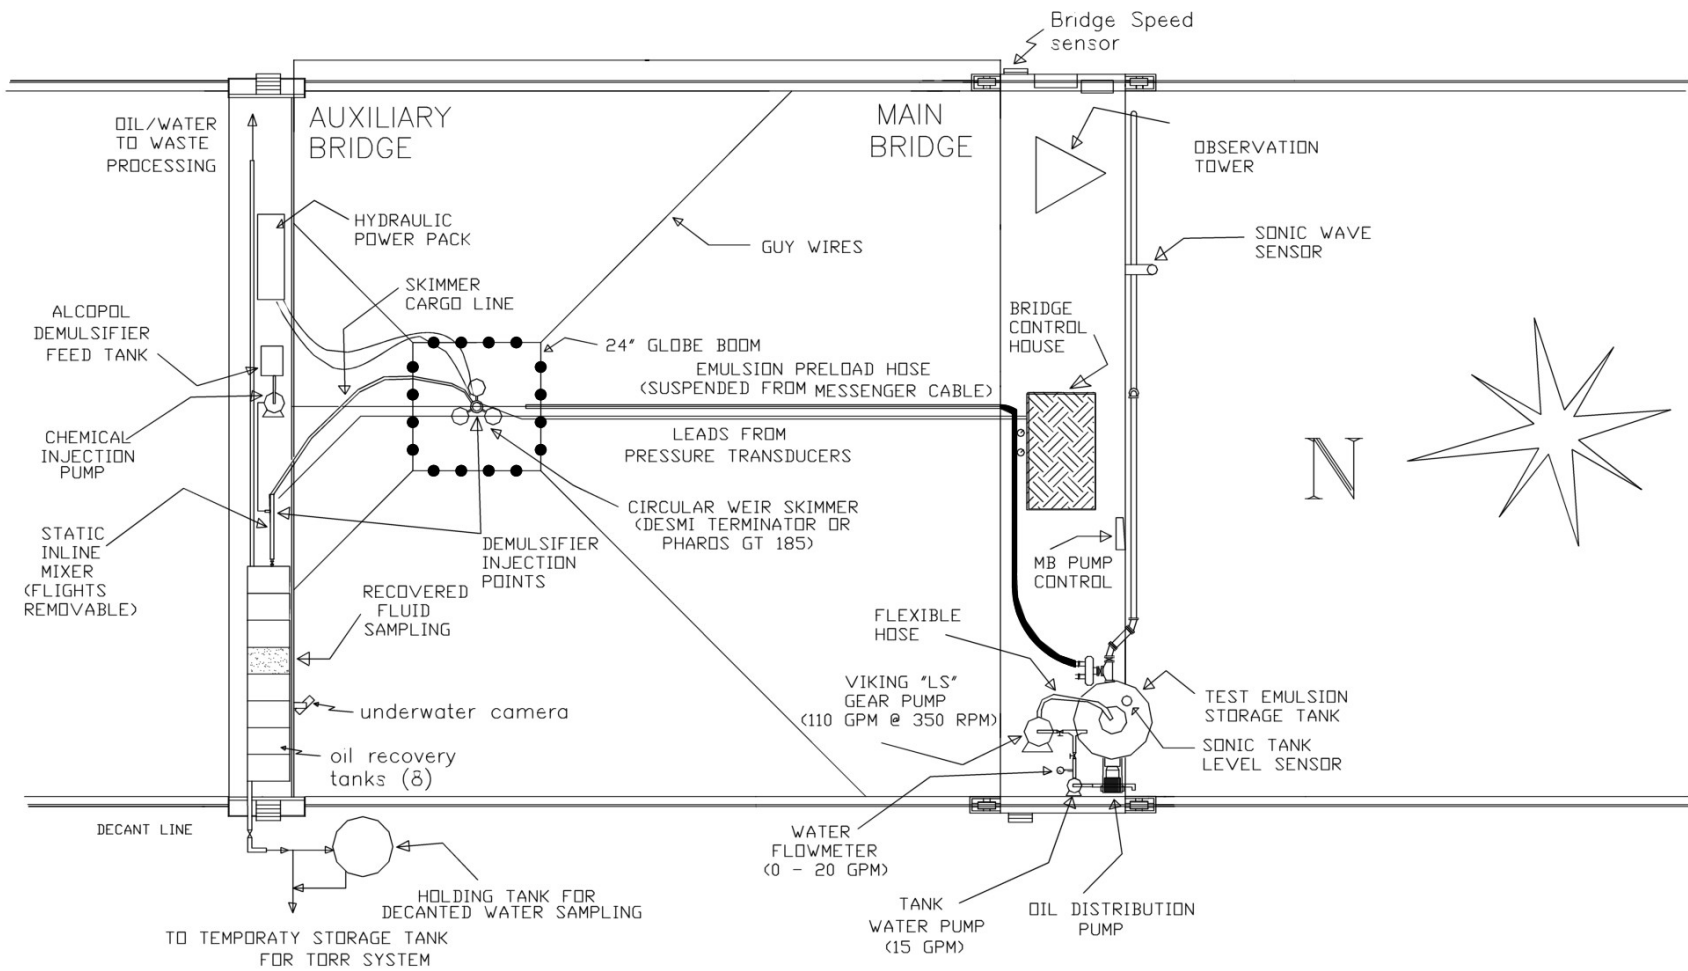 Bridge Speed
sensor
AUXILIARY
BRIDGE
MAIN
BRIDGE
OIL/WATER
TO WASTE
PROCESSING
OBSERVATION
TOWER
HYDRAULIC
POWER PACK
GUY WIRES
SONIC WAVE
SENSOR
SKIMMER
CARGO LINE
ALCOPOL
DEMULSIFIER
FEED TANK
BRIDGE
CONTROL
HOUSE
24" GLOBE BOOM
EMULSION PRELOAD HOSE
(SUSPENDED FROM MESSENGER CABLE)
CHEMICAL
INJECTION
PUMP
LEADS FROM
PRESSURE TRANSDUCERS
N
CIRCULAR WEIR SKIMMER
(DESMI TERMINATOR OR
PHAROS GT 185)
STATIC
INLINE
MIXER
(FLIGHTS
REMOVABLE)
DEMULSIFIER
INJECTION
POINTS
MB PUMP
CONTROL
RECOVERED
FLUID
SAMPLING
FLEXIBLE
HOSE
VIKING "LS"
GEAR PUMP
(110 GPM @ 350 RPM)
TEST EMULSION
STORAGE TANK
underwater camera
SONIC TANK
LEVEL SENSOR
oil recovery
tanks (8)
DECANT LINE
WATER
FLOWMETER
(0 - 20 GPM)
HOLDING TANK FOR
DECANTED WATER SAMPLING
TANK
WATER PUMP
(15 GPM)
OIL DISTRIBUTION
PUMP
TO TEMPORATY STORAGE TANK
FOR TORR SYSTEM